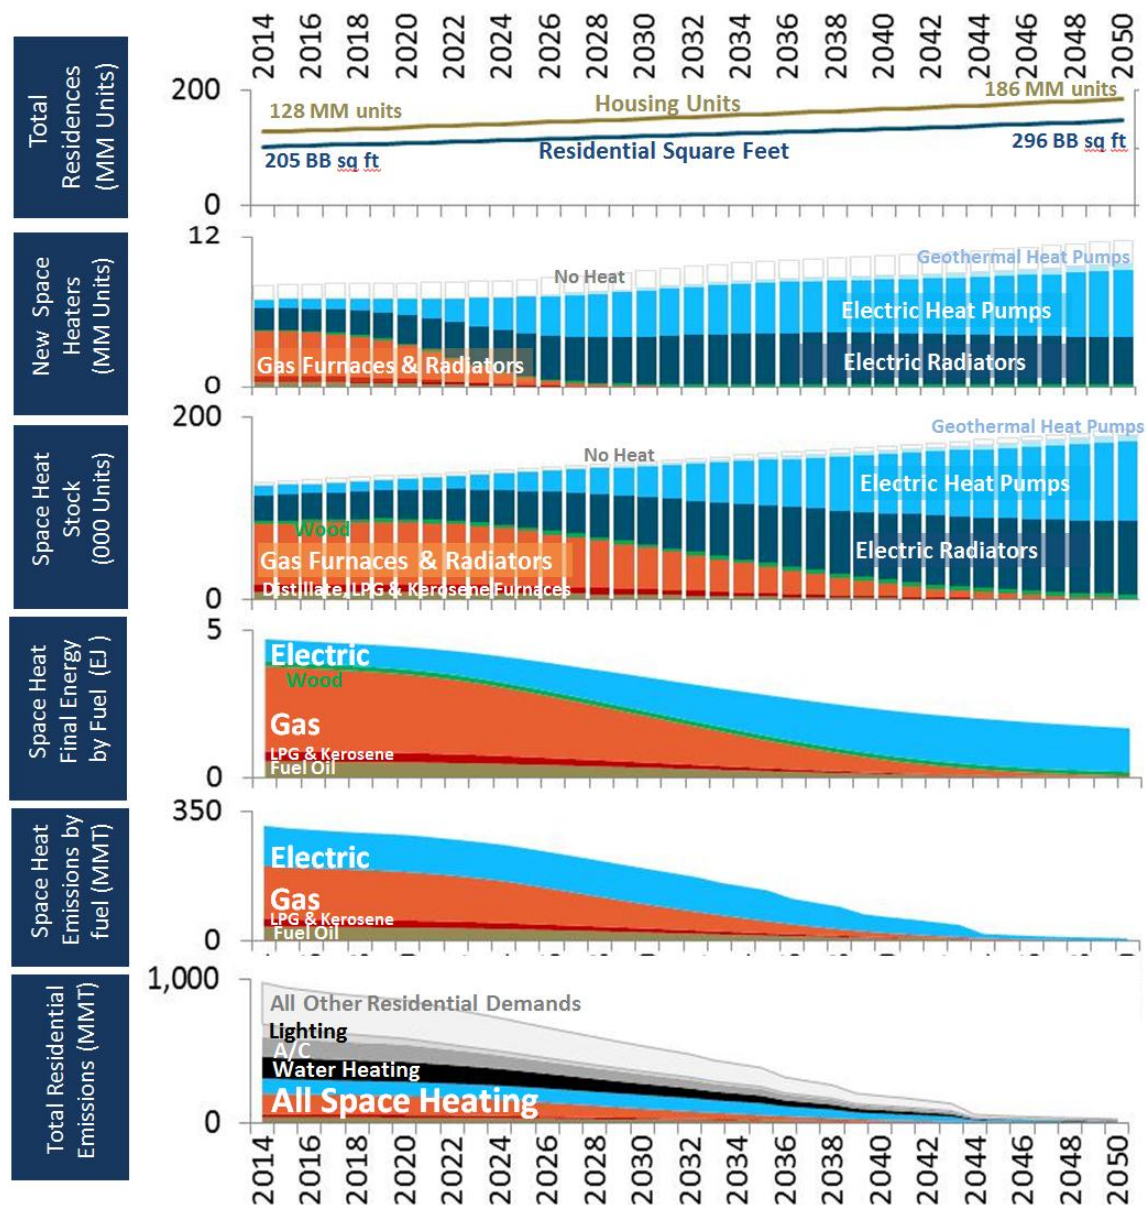 2014 2016 2018 2020 2022 2024 2026 2028 2030 2032 2034 2036 2038 2040 2042 2044 2046 2048 2050
Total
Residences
(MM Units)
200
0
128 MM units
Housing Units
186 MM units
205 BB sq ft
Residential Square Feet
296 BB sq ft
New Space
Heaters
(MM Units)
12
0
No Heat
Geothermal Heat Pumps
Electric Heat Pumps
Gas Furnaces & Radiators
Electric Radiators
Space Heat
Stock
(000 Units)
200
0
No Heat
Geothermal Heat Pumps
Electric Heat Pumps
Wood
Electric Radiators
Gas Furnaces & Radiators
Distillate, LPG & Kerosene Furnaces
Space Heat
Final Energy
by Fuel (EJ )
5
0
Electric
Wood
Gas
LPG & Kerosene
Fuel Oil
Space Heat
Emissions by
fuel (MMT)
350
0
Electric
Gas
LPG & Kerosene
Fuel Oil
Total Residential
Emissions (MMT)
1,000
0
All Other Residential Demands
Lighting
A/C
Water Heating
All Space Heating
2014 2016 2018 2020 2022 2024 2026 2028 2030 2032 2034 2036 2038 2040 2042 2044 2046 2048 2050